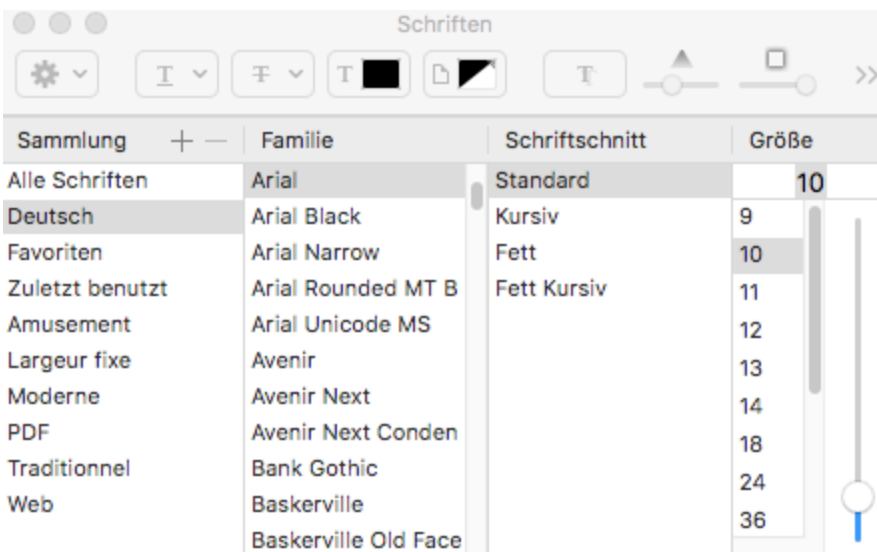 Schriften
T T T T
Sammlung + — Familie Schriftschnitt Größe
Alle Schriften Arial Standard 10
Deutsch Arial Black Kursiv 9
Favoriten Arial Narrow Fett 10
Zuletzt benutzt Arial Rounded MT B Fett Kursiv 11
Amusement Arial Unicode MS 12
Largeur fixe Avenir 13
Moderne Avenir Next 14
PDF Avenir Next Conden 18
Traditionnel Bank Gothic 24
Web Baskerville 36
Baskerville Old Face